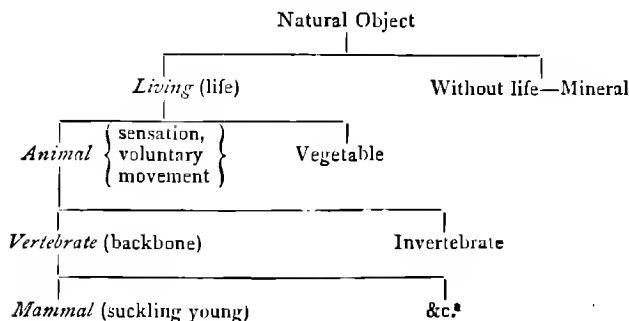 Natural Object
Living (life) Without life—Mineral
sensation,
Animal voluntary Vegetable
movement
Vertebrate (backbone) Invertebrate
Mammal (suckling young) &c.*